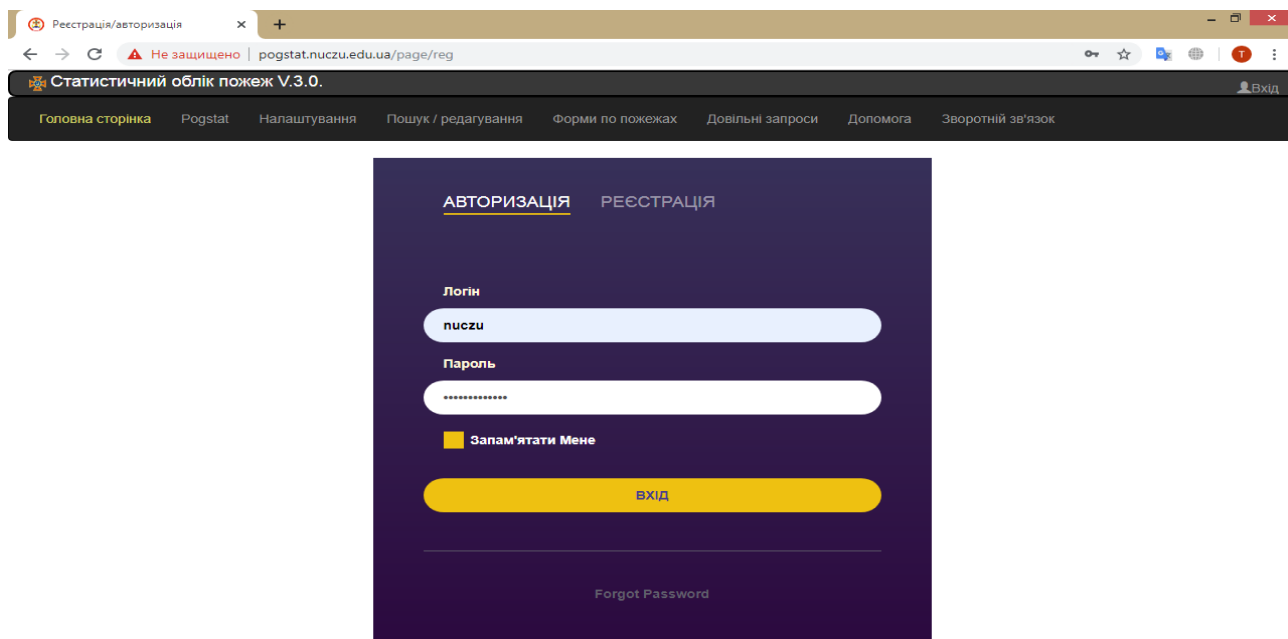 Реєстрація/авторизація
Не защищено pogstat.nuczu.edu.ua/page/reg
Т
Статистичний облік пожеж V.3.0.
Вхід
Головна сторінка Pogstat Налаштування Пошук / редагування Форми по пожежах Довільні запроси Допомога Зворотній зв'язок
АВТОРИЗАЦІЯ РЕЄСТРАЦІЯ
Логін
nuczu
Пароль
•••••••••••••
Запам'ятати Мене
ВХІД
Forgot Password